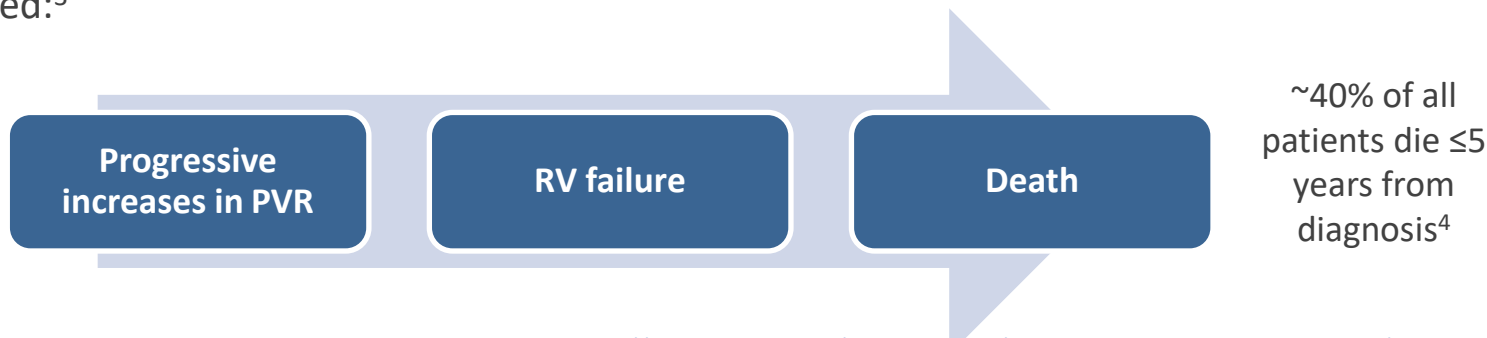 ed:³
Progressive
increases in PVR
RV failure
Death
~40% of all
patients die ≤5
years from
diagnosis⁴